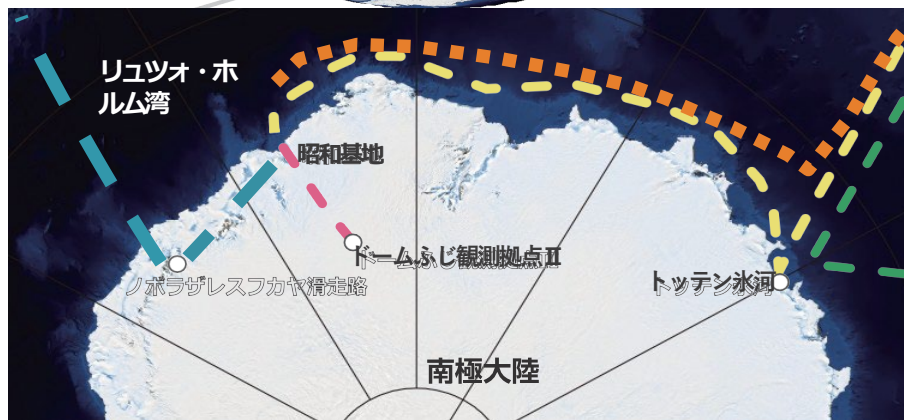 リュツォ・ホ
ルム湾
昭和基地
ドームふじ観測拠点Ⅱ
ノボラザレスフカヤ滑走路
トッテン氷河
南極大陸